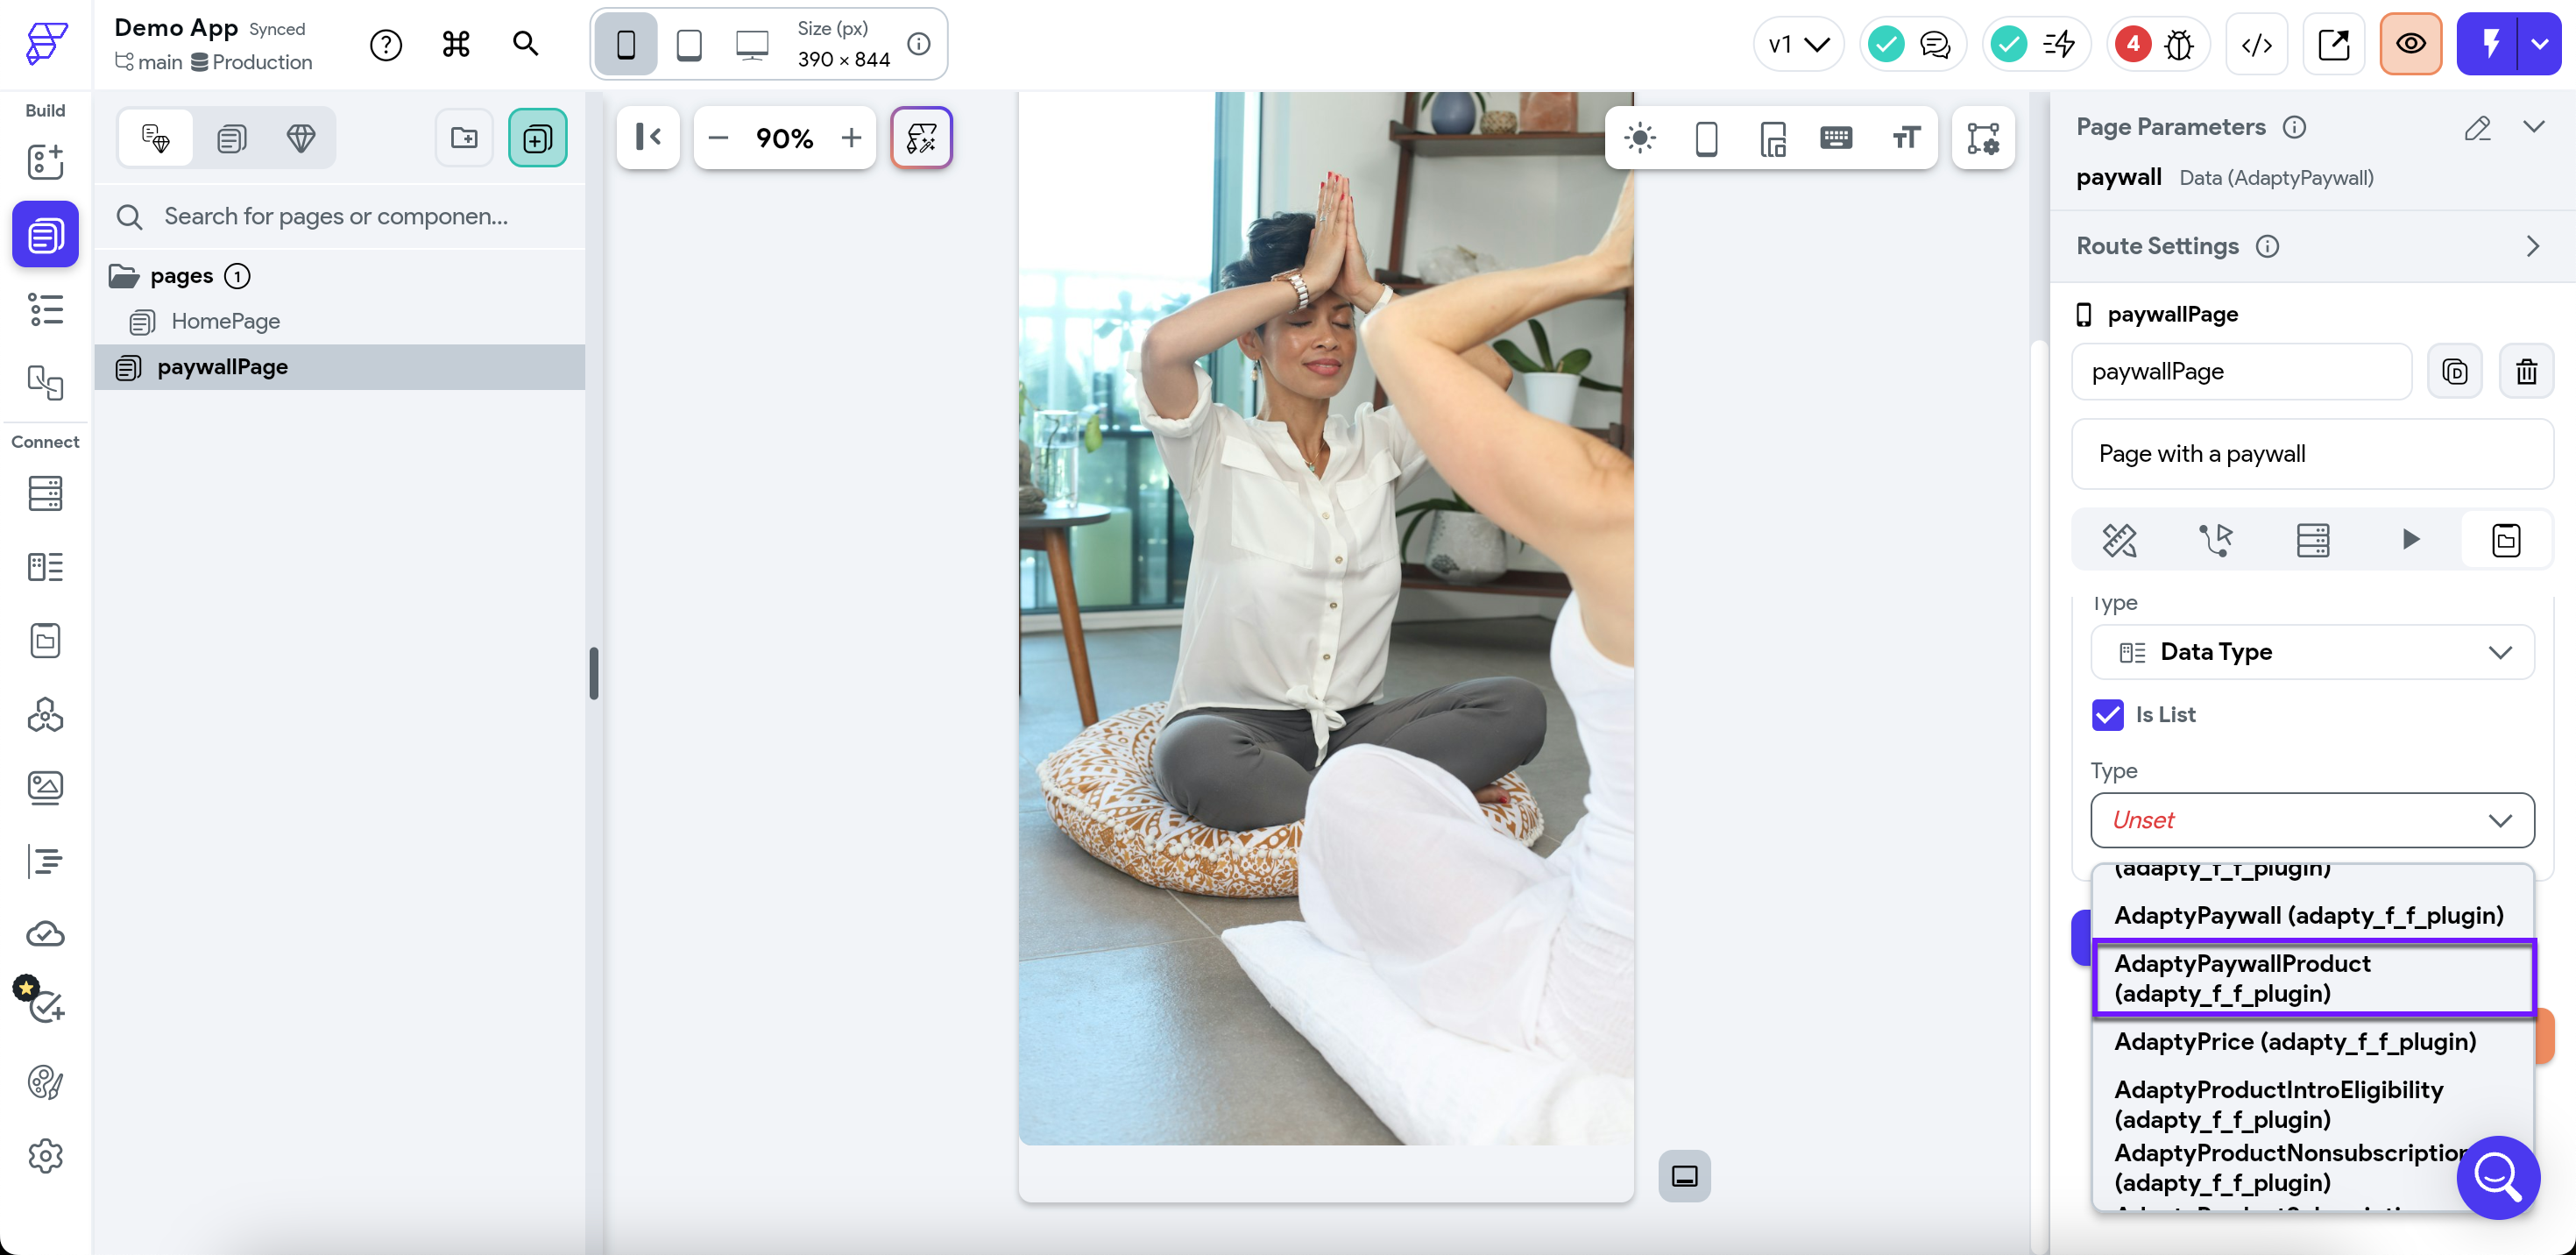 Demo App Synced
main Production
Size (px)
390 × 844
v1
4
Build
Connect
Search for pages or componen...
pages 1
HomePage
paywallPage
90%
Page Parameters
paywall Data (AdaptyPaywall)
Route Settings
paywallPage
paywallPage
Page with a paywall
Type
Data Type
Is List
Type
Unset
(adapty_f_f_plugin)
AdaptyPaywall (adapty_f_f_plugin)
AdaptyPaywallProduct
(adapty_f_f_plugin)
AdaptyPrice (adapty_f_f_plugin)
AdaptyProductIntroEligibility
(adapty_f_f_plugin)
AdaptyProductNonsubscription
(adapty_f_f_plugin)